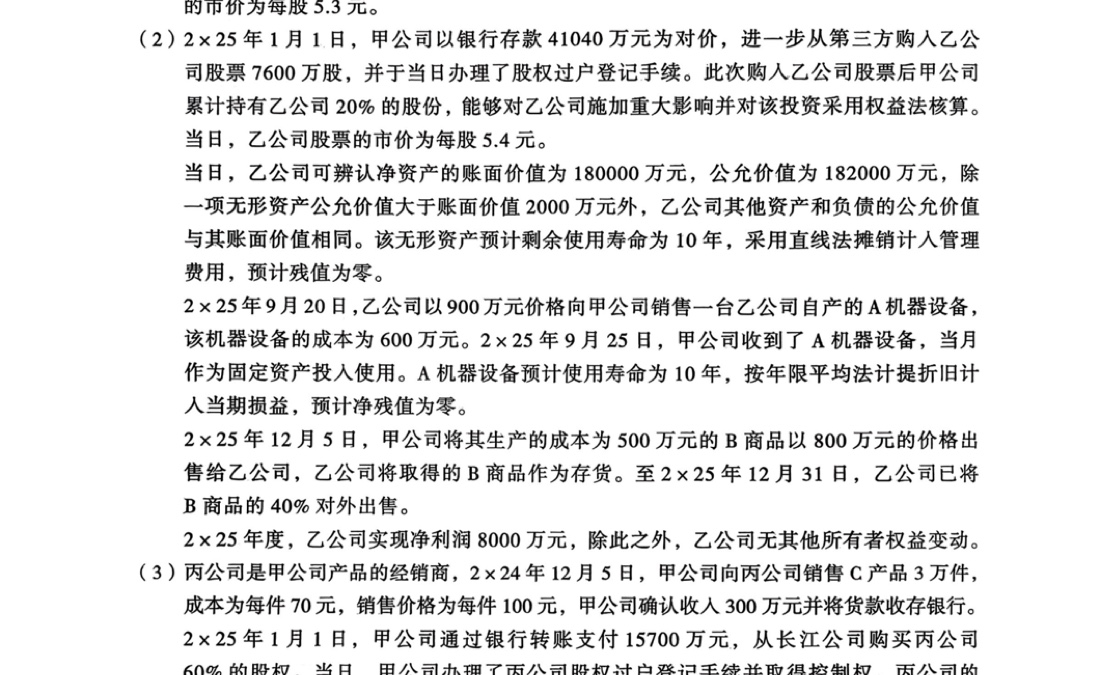 的市价为每股 5.3 元。
（2）2×25 年 1 月 1 日，甲公司以银行存款 41040 万元为对价，进一步从第三方购入乙公
司股票 7600 万股，并于当日办理了股权过户登记手续。此次购入乙公司股票后甲公司
累计持有乙公司 20% 的股份，能够对乙公司施加重大影响并对该投资采用权益法核算。
当日，乙公司股票的市价为每股 5.4 元。
当日，乙公司可辨认净资产的账面价值为 180000 万元，公允价值为 182000 万元，除
一项无形资产公允价值大于账面价值 2000 万元外，乙公司其他资产和负债的公允价值
与其账面价值相同。该无形资产预计剩余使用寿命为 10 年，采用直线法摊销计入管理
费用，预计残值为零。
2×25 年 9 月 20 日，乙公司以 900 万元价格向甲公司销售一台乙公司自产的 A 机器设备，
该机器设备的成本为 600 万元。2×25 年 9 月 25 日，甲公司收到了 A 机器设备，当月
作为固定资产投入使用。A 机器设备预计使用寿命为 10 年，按年限平均法计提折旧计
入当期损益，预计净残值为零。
2×25 年 12 月 5 日，甲公司将其生产的成本为 500 万元的 B 商品以 800 万元的价格出
售给乙公司，乙公司将取得的 B 商品作为存货。至 2×25 年 12 月 31 日，乙公司已将
B 商品的 40% 对外出售。
2×25 年度，乙公司实现净利润 8000 万元，除此之外，乙公司无其他所有者权益变动。
（3）丙公司是甲公司产品的经销商，2×24 年 12 月 5 日，甲公司向丙公司销售 C 产品 3 万件，
成本为每件 70 元，销售价格为每件 100 元，甲公司确认收入 300 万元并将货款收存银行。
2×25 年 1 月 1 日，甲公司通过银行转账支付 15700 万元，从长江公司购买丙公司
60% 的股权。当日，甲公司办理了丙公司股权过户登记手续并取得控制权。丙公司的